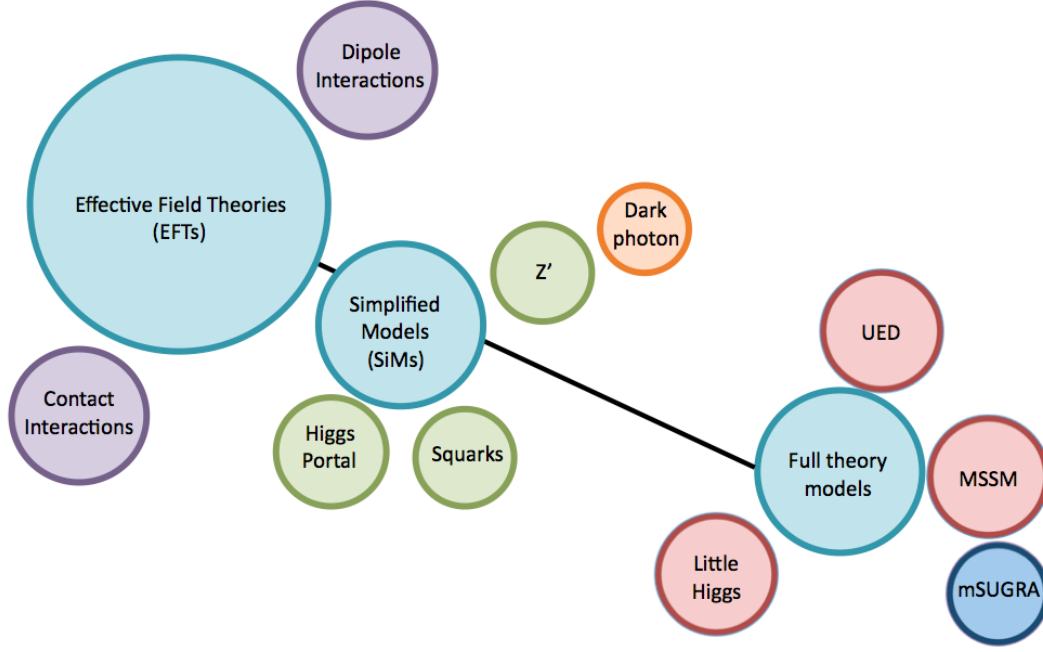 Dipole
Interactions
Effective Field Theories
(EFTs)
Dark
photon
Z’
Simplified
Models
(SiMs)
UED
Contact
Interactions
Higgs
Portal
Squarks
Full theory
models
MSSM
Little
Higgs
mSUGRA